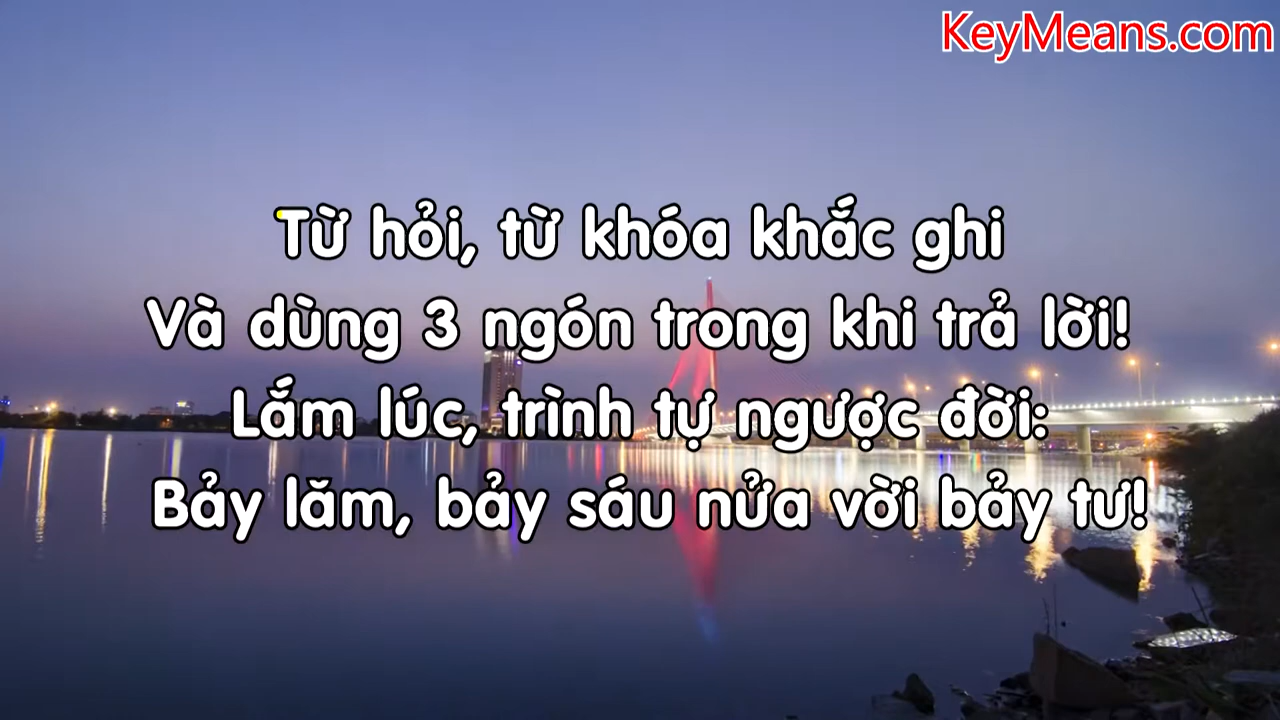 KeyMeans.com
Từ hỏi, từ khóa khắc ghi
Và dùng 3 ngón trong khi trả lời!
Lắm lúc, trình tự ngược đời:
Bảy lăm, bảy sáu nửa vời bảy tư!